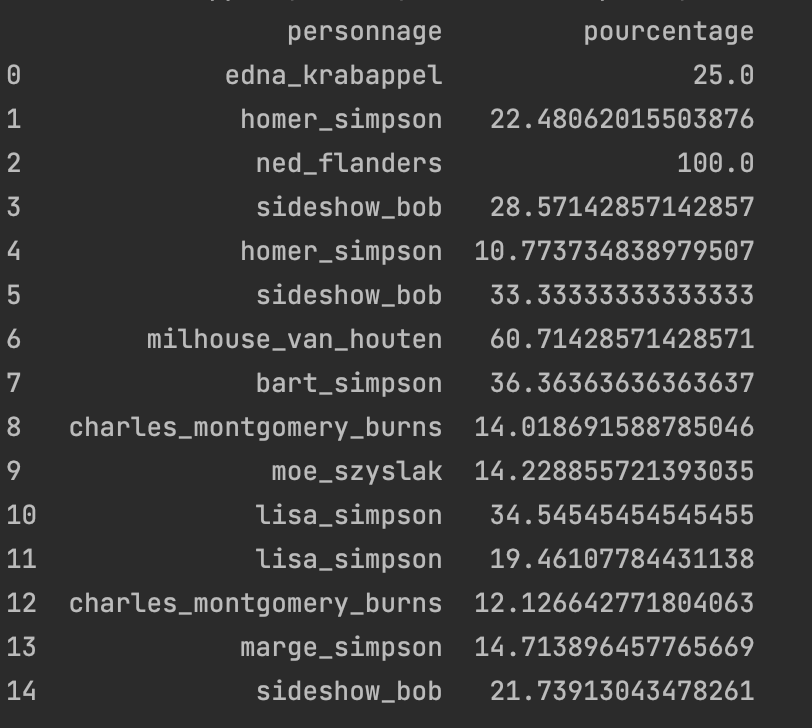 personnage pourcentage
0 edna_krabappel 25.0
1 homer_simpson 22.48062015503876
2 ned_flanders 100.0
3 sideshow_bob 28.57142857142857
4 homer_simpson 10.773734838979507
5 sideshow_bob 33.33333333333333
6 milhouse_van_houten 60.71428571428571
7 bart_simpson 36.36363636363637
8 charles_montgomery_burns 14.018691588785046
9 moe_szyslak 14.228855721393035
10 lisa_simpson 34.54545454545455
11 lisa_simpson 19.46107784431138
12 charles_montgomery_burns 12.126642771804063
13 marge_simpson 14.713896457765669
14 sideshow_bob 21.73913043478261